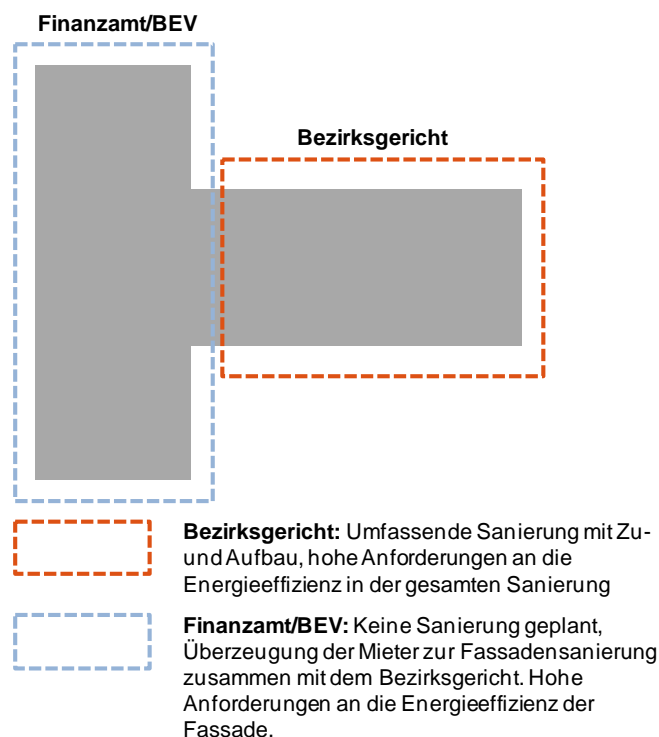 Finanzamt/BEV
Bezirksgericht
Bezirksgericht: Umfassende Sanierung mit Zu-
und Aufbau, hohe Anforderungen an die
Energieeffizienz in der gesamten Sanierung
Finanzamt/BEV: Keine Sanierung geplant,
Überzeugung der Mieter zur Fassadensanierung
zusammen mit dem Bezirksgericht. Hohe
Anforderungen an die Energieeffizienz der
Fassade.